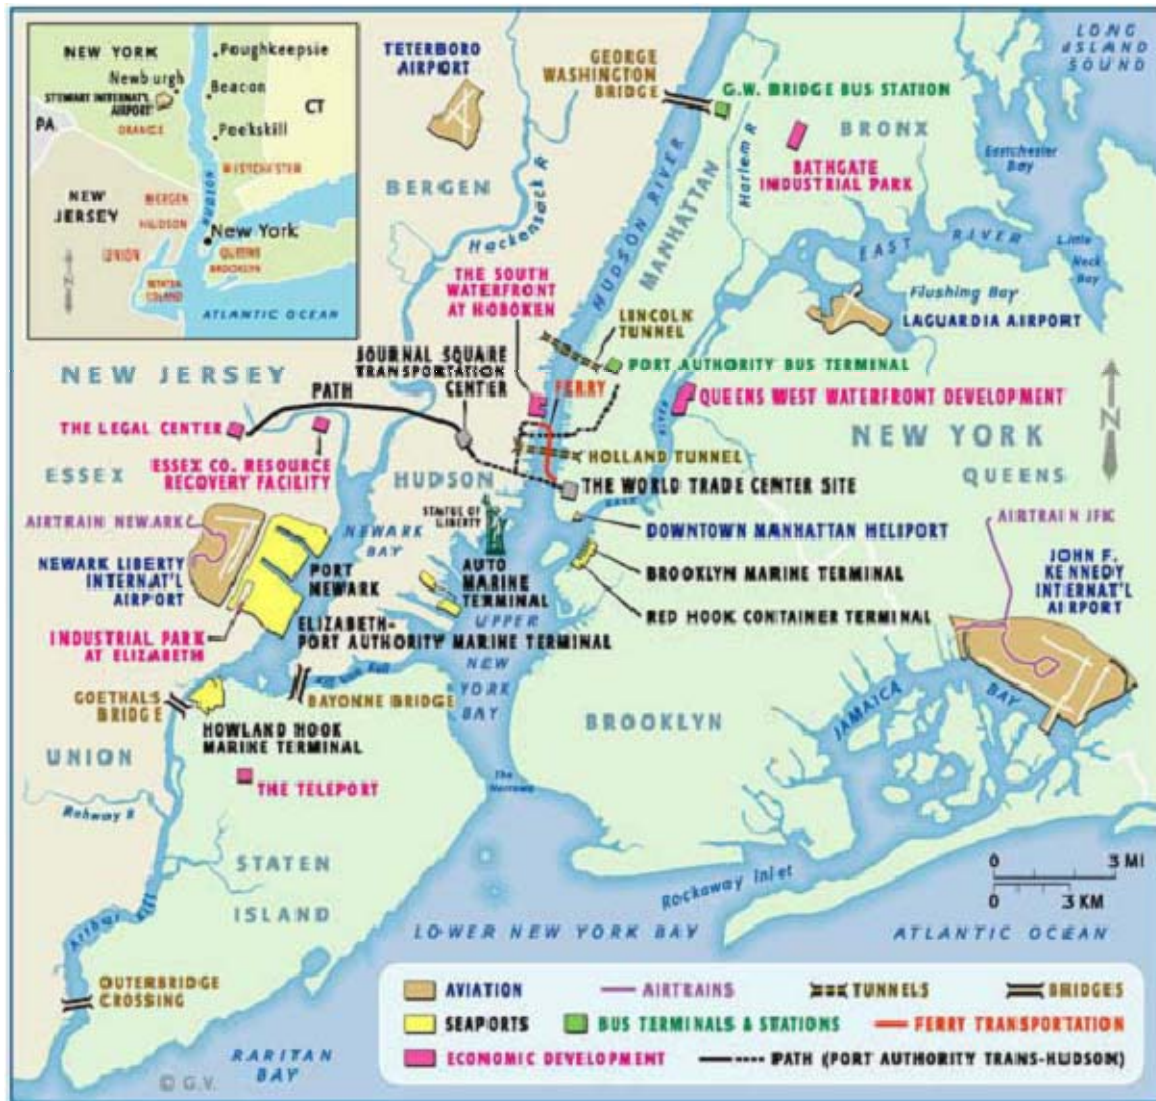 NEW YORK
Poughkeepsie
Newburgh
Beacon
STEWART INTERNAT'L
AIRPORT
CT
PA
ORANGE
Peekskill
WESTCHESTER
NEW
JERSEY
BERGEN
HUDSON
HUDSON
New York
UNION
QUEENS
BROOKLYN
STATEN
ISLAND
N
ATLANTIC OCEAN
TETERBORO
AIRPORT
GEORGE
WASHINGTON
BRIDGE
G.W. BRIDGE BUS STATION
LONG
ISLAND
SOUND
BRONX
BATHGATE
INDUSTRIAL PARK
Eastchester
Bay
BERGEN
Hackensack R
HUDSON RIVER
MANHATTAN
Harlem R
EAST RIVER
Little
Neck
Bay
Flushing Bay
LAGUARDIA AIRPORT
THE SOUTH
WATERFRONT
AT HOBOKEN
LINCOLN
TUNNEL
PORT AUTHORITY BUS TERMINAL
JOURNAL SQUARE
TRANSPORTATION
CENTER
FERRY
NEW JERSEY
PATH
QUEENS WEST WATERFRONT DEVELOPMENT
N
THE LEGAL CENTER
RIVER
NEW YORK
ESSEX
ESSEX CO. RESOURCE
RECOVERY FACILITY
HOLLAND TUNNEL
QUEENS
HUDSON
THE WORLD TRADE CENTER SITE
EAST
STATUE OF
LIBERTY
AIRTRAIN NEWARK
NEWARK
BAY
DOWNTOWN MANHATTAN HELIPORT
AIRTRAIN JFK
NEWARK LIBERTY
INTERNAT'L
AIRPORT
PORT
NEWARK
AUTO
MARINE
TERMINAL
BROOKLYN MARINE TERMINAL
JOHN F.
KENNEDY
INTERNAT'L
AIRPORT
RED HOOK CONTAINER TERMINAL
INDUSTRIAL PARK
AT ELIZABETH
ELIZABETH-
PORT AUTHORITY MARINE TERMINAL
UPPER
NEW
YORK
BAY
Kill Van Kull
GOETHALS
BRIDGE
BAYONNE BRIDGE
HOWLAND HOOK
MARINE TERMINAL
BROOKLYN
JAMAICA
BAY
UNION
THE TELEPORT
The
Narrows
Rahway R
STATEN
ISLAND
Arthur Kill
Rockaway Inlet
0 3 MI
0 3 KM
LOWER NEW YORK BAY
ATLANTIC OCEAN
OUTERBRIDGE
CROSSING
RARITAN
BAY
© G.V.
AVIATION
AIRTRAINS
TUNNELS
BRIDGES
SEAPORTS
BUS TERMINALS & STATIONS
FERRY TRANSPORTATION
ECONOMIC DEVELOPMENT
PATH (PORT AUTHORITY TRANS-HUDSON)